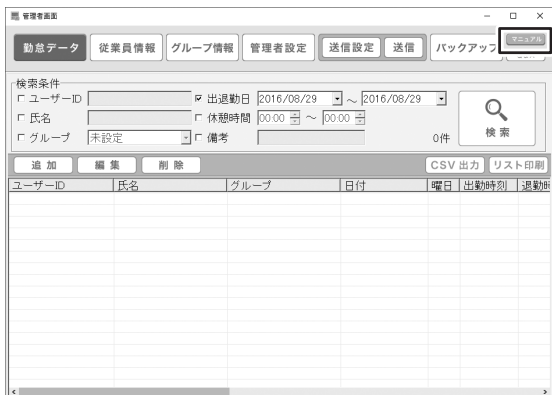 管理者画面
勤怠データ 従業員情報 グループ情報 管理者設定 送信設定 送信 バックアップ マニュアル
検索条件
ユーザーID 出退勤日 2016/08/29 ～ 2016/08/29
氏名 休憩時間 00:00 ～ 00:00
グループ 未設定 備考 0件 検索
追加 編集 削除 CSV出力 リスト印刷
ユーザーID 氏名 グループ 日付 曜日 出勤時刻 退勤時